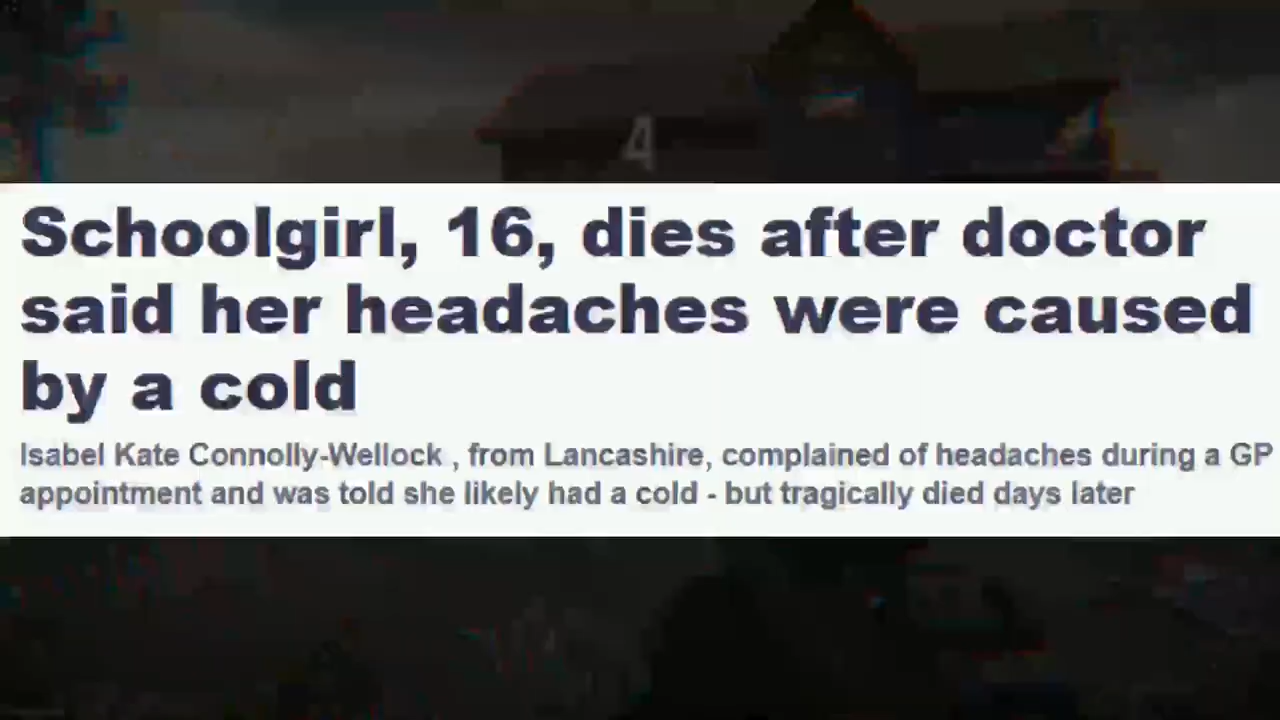 4
Schoolgirl, 16, dies after doctor
said her headaches were caused
by a cold
Isabel Kate Connolly-Wellock , from Lancashire, complained of headaches during a GP
appointment and was told she likely had a cold - but tragically died days later